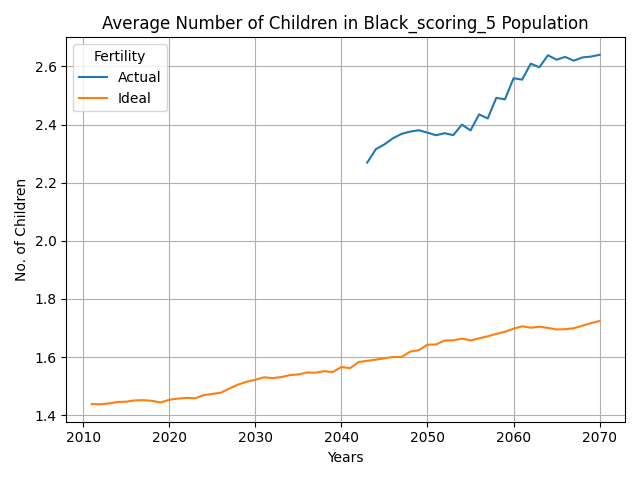 Average Number of Children in Black_scoring_5 Population
Fertility
Actual
Ideal
No. of Children
2.6
2.4
2.2
2.0
1.8
1.6
1.4
2010 2020 2030 2040 2050 2060 2070
Years